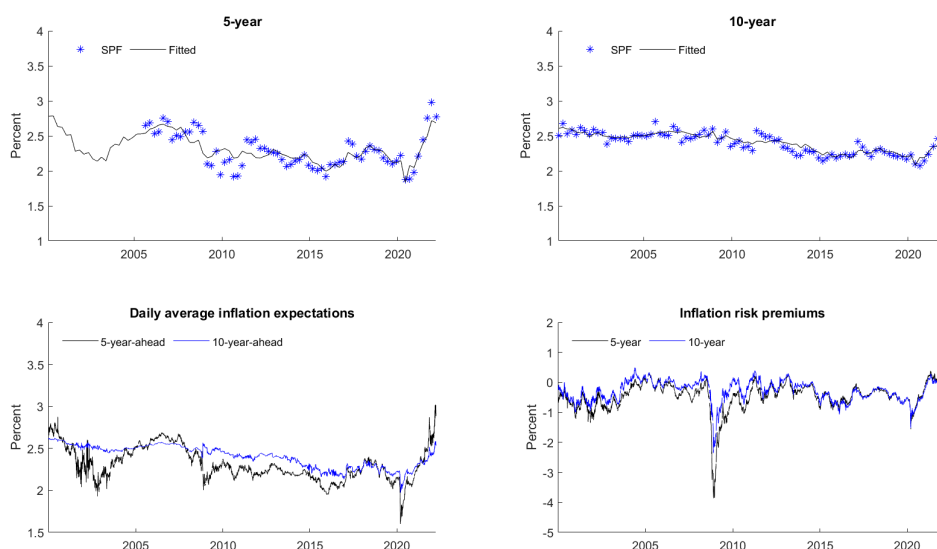 5-year
4
3.5
3
2.5
2
1.5
1
Percent
SPF Fitted
2005 2010 2015 2020
10-year
4
3.5
3
2.5
2
1.5
1
Percent
SPF Fitted
2005 2010 2015 2020
Daily average inflation expectations
4
3.5
3
2.5
2
1.5
Percent
5-year-ahead 10-year-ahead
2005 2010 2015 2020
Inflation risk premiums
2
1
0
-1
-2
-3
-4
-5
Percent
5-year 10-year
2005 2010 2015 2020